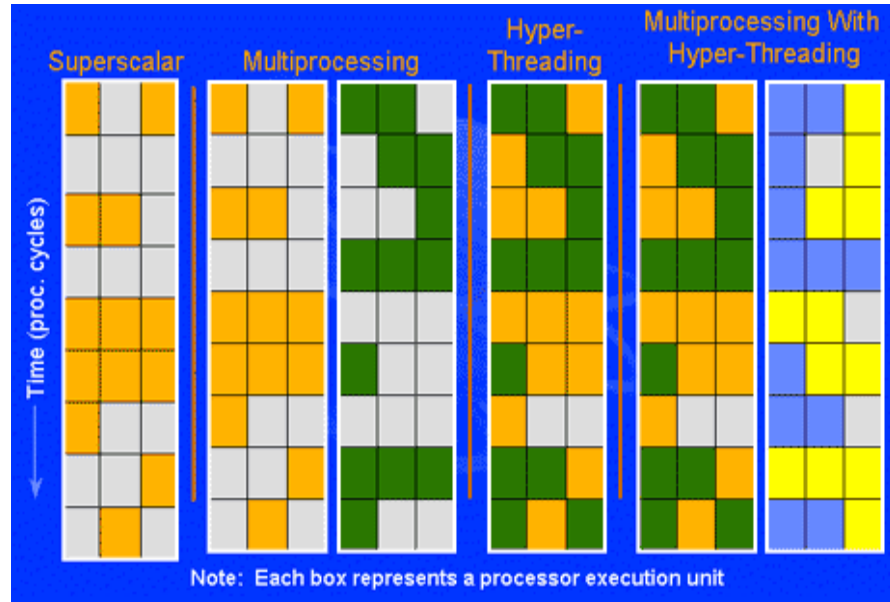 Superscalar
Multiprocessing
Hyper-
Threading
Multiprocessing With
Hyper-Threading
Time (proc. cycles)
Note: Each box represents a processor execution unit